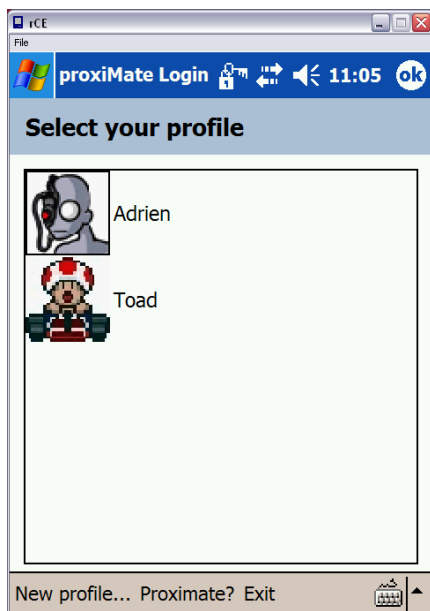 rCE
File
proxiMate Login 11:05 ok
Select your profile
Adrien
Toad
New profile... Proximate? Exit